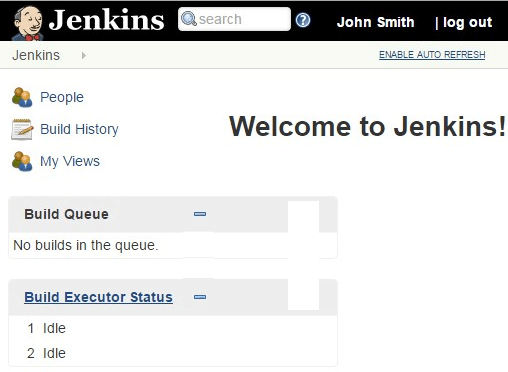 Jenkins search ? John Smith | log out
Jenkins ENABLE AUTO REFRESH
People
Build History
My Views
Welcome to Jenkins!
Build Queue
No builds in the queue.
Build Executor Status
1 Idle
2 Idle